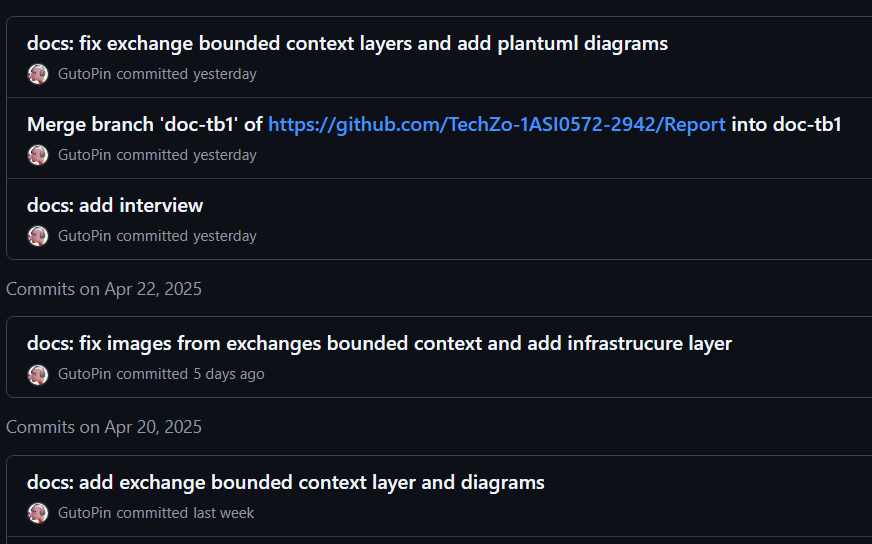 docs: fix exchange bounded context layers and add plantuml diagrams
GutoPin committed yesterday
Merge branch 'doc-tb1' of https://github.com/TechZo-1ASI0572-2942/Report into doc-tb1
GutoPin committed yesterday
docs: add interview
GutoPin committed yesterday
Commits on Apr 22, 2025
docs: fix images from exchanges bounded context and add infrastrucure layer
GutoPin committed 5 days ago
Commits on Apr 20, 2025
docs: add exchange bounded context layer and diagrams
GutoPin committed last week